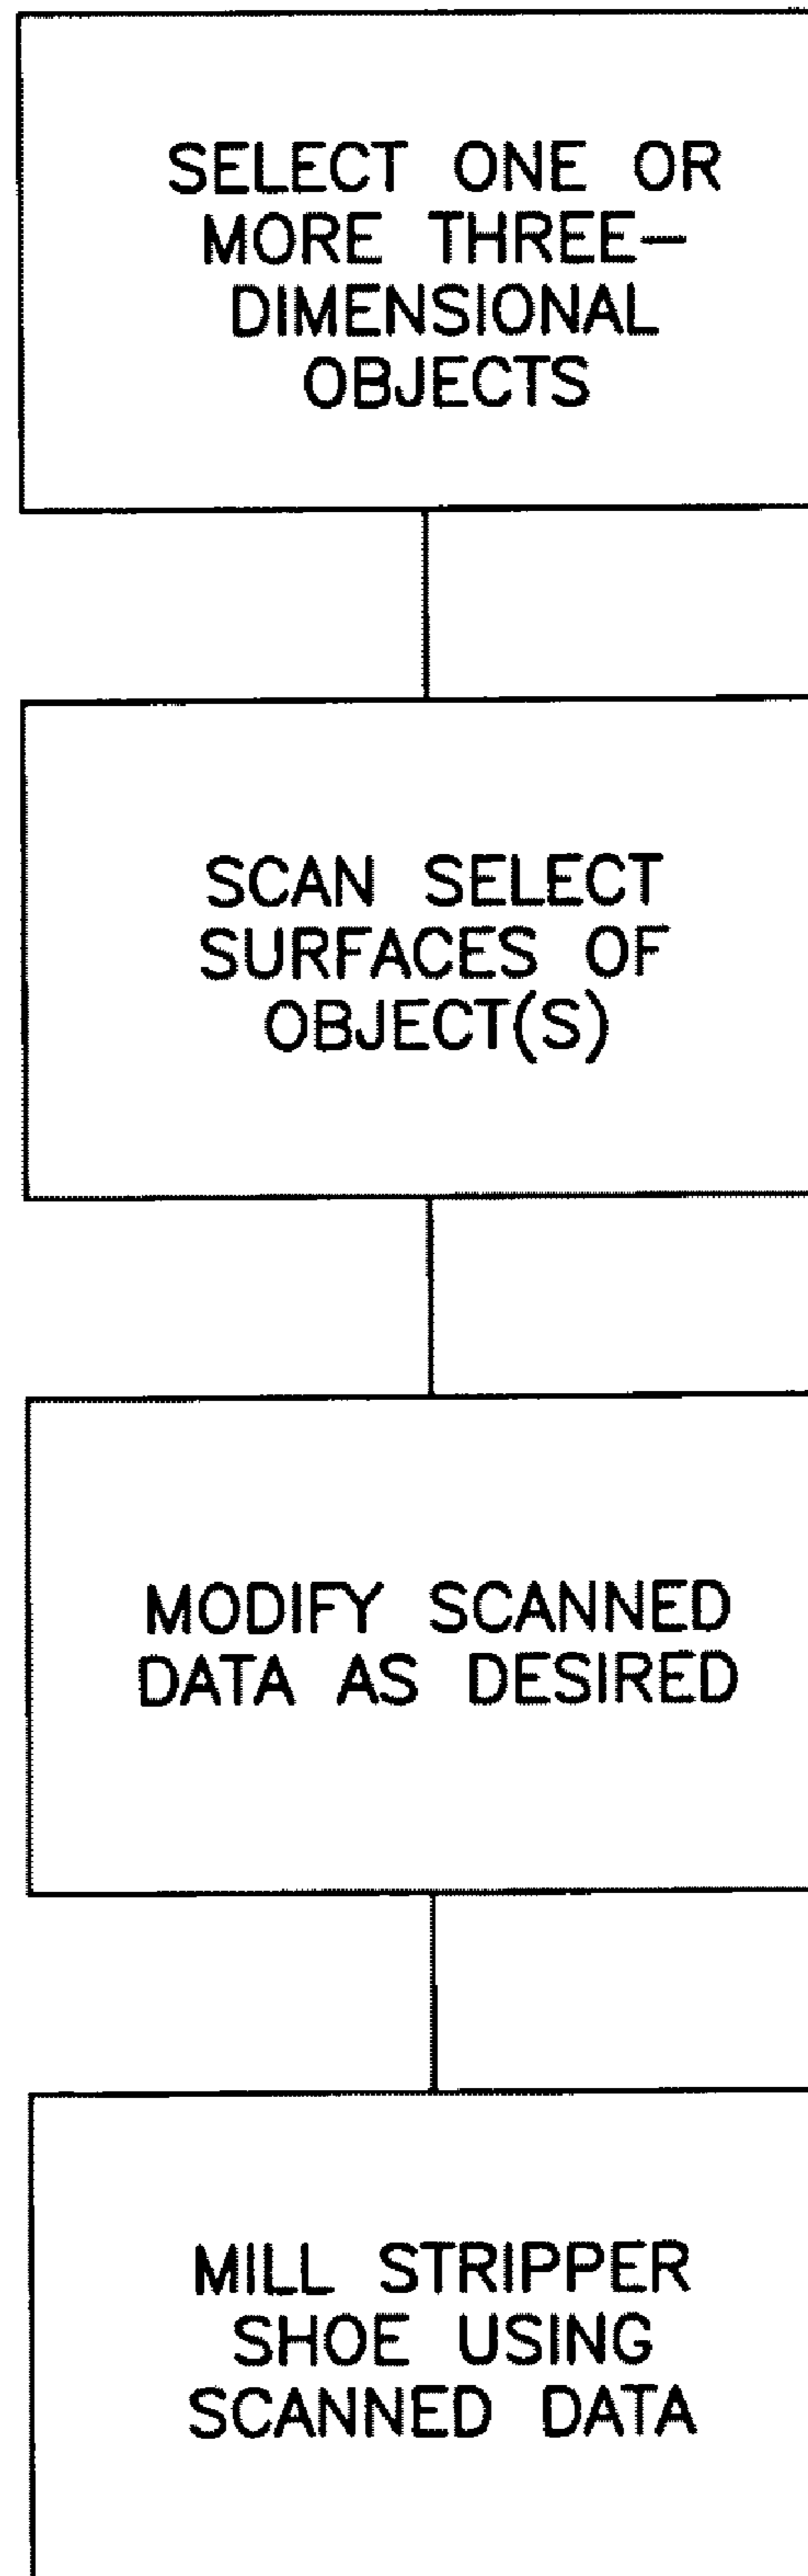 SELECT ONE OR
MORE THREE-
DIMENSIONAL
OBJECTS
SCAN SELECT
SURFACES OF
OBJECT(S)
MODIFY SCANNED
DATA AS DESIRED
MILL STRIPPER
SHOE USING
SCANNED DATA